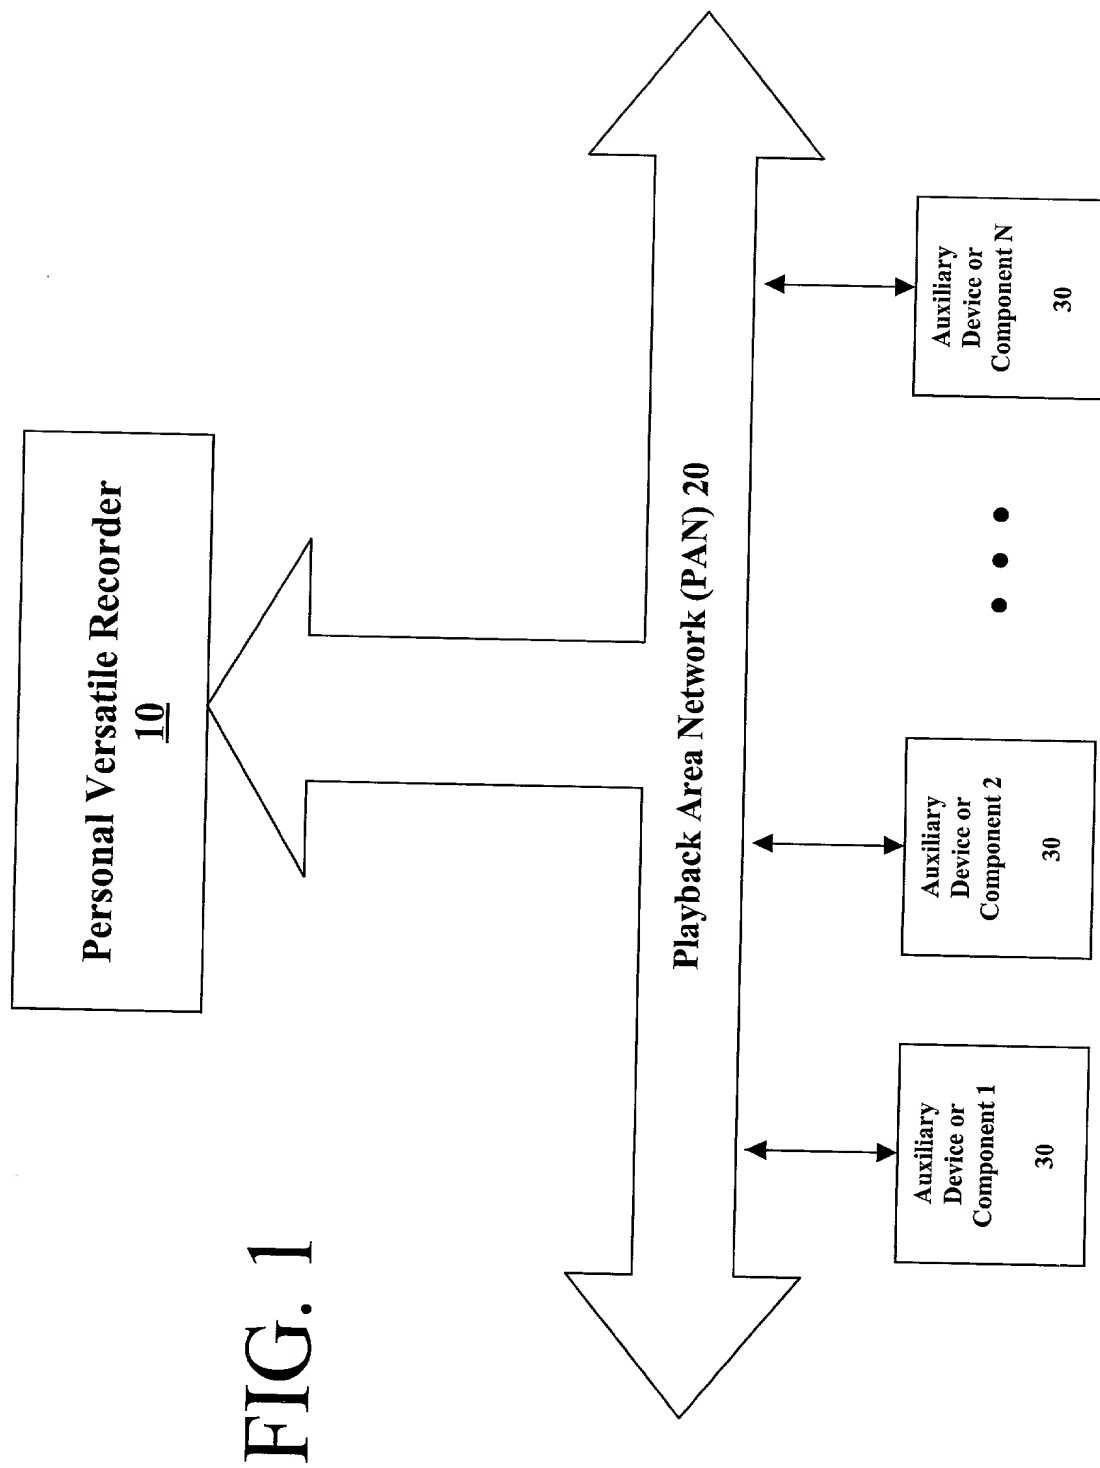 FIG. 1
Personal Versatile Recorder
10
Playback Area Network (PAN) 20
Auxiliary
Device or
Component 1
30
Auxiliary
Device or
Component 2
30
Auxiliary
Device or
Component N
30